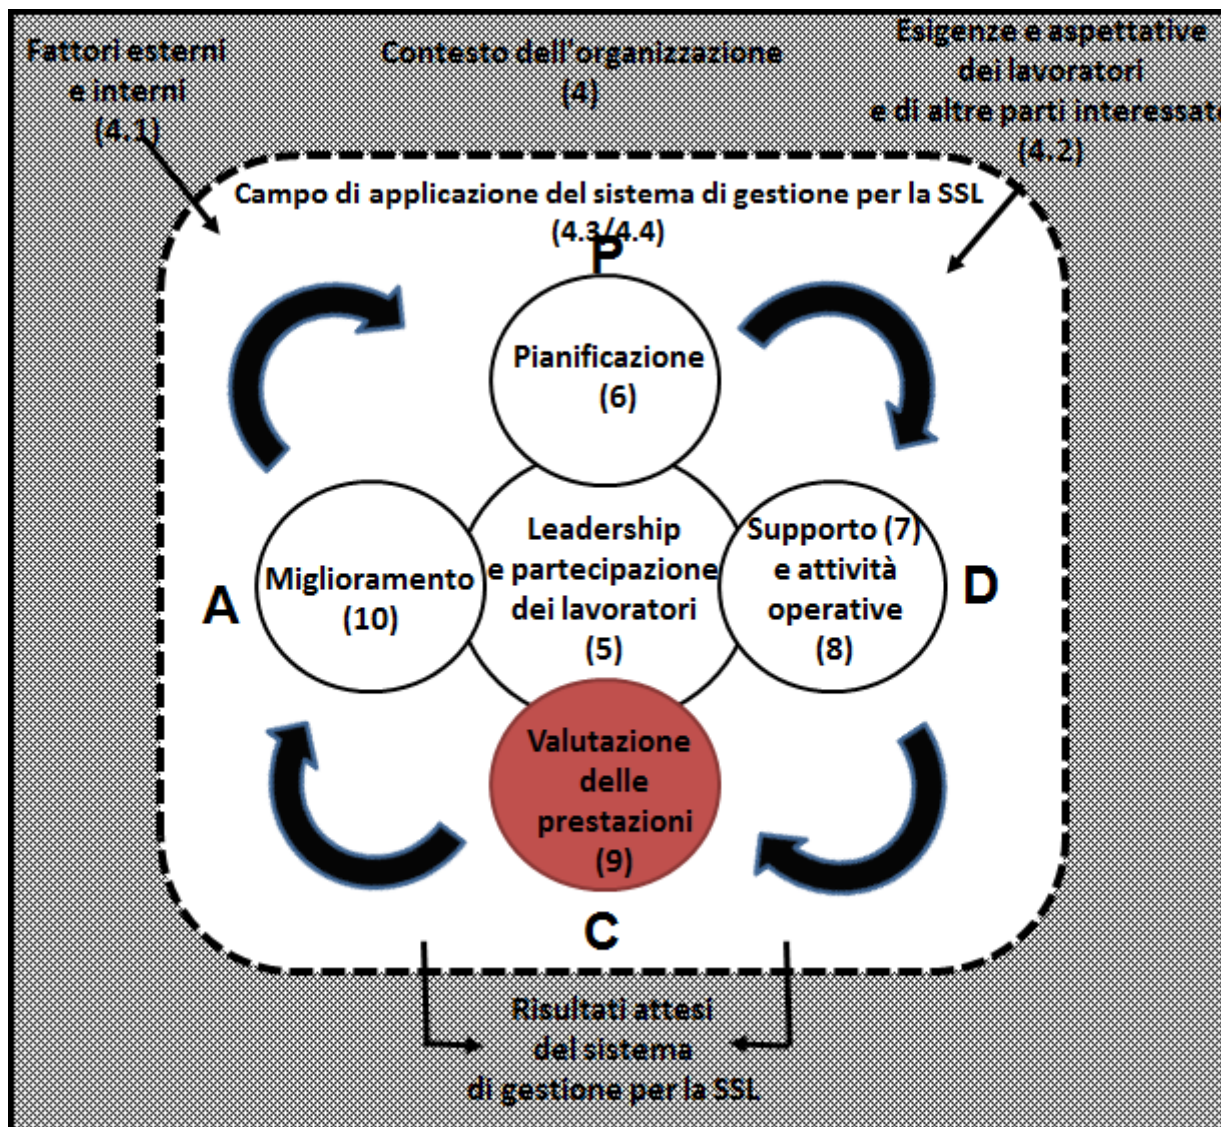 Fattori esterni
e interni
(4.1)
Contesto dell'organizzazione
(4)
Esigenze e aspettative
dei lavoratori
e di altre parti interessate
(4.2)
Campo di applicazione del sistema di gestione per la SSL
(4.3/4.4)
P
Pianificazione
(6)
Leadership
e partecipazione
dei lavoratori
(5)
Supporto (7)
e attività
operative
(8)
D
A
Miglioramento
(10)
Valutazione
delle
prestazioni
(9)
C
Risultati attesi
del sistema
di gestione per la SSL